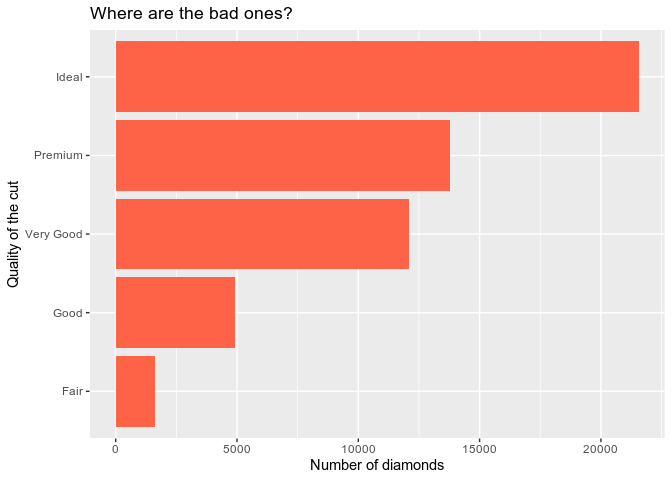 Where are the bad ones?
Quality of the cut
Ideal
Premium
Very Good
Good
Fair
0 5000 10000 15000 20000
Number of diamonds